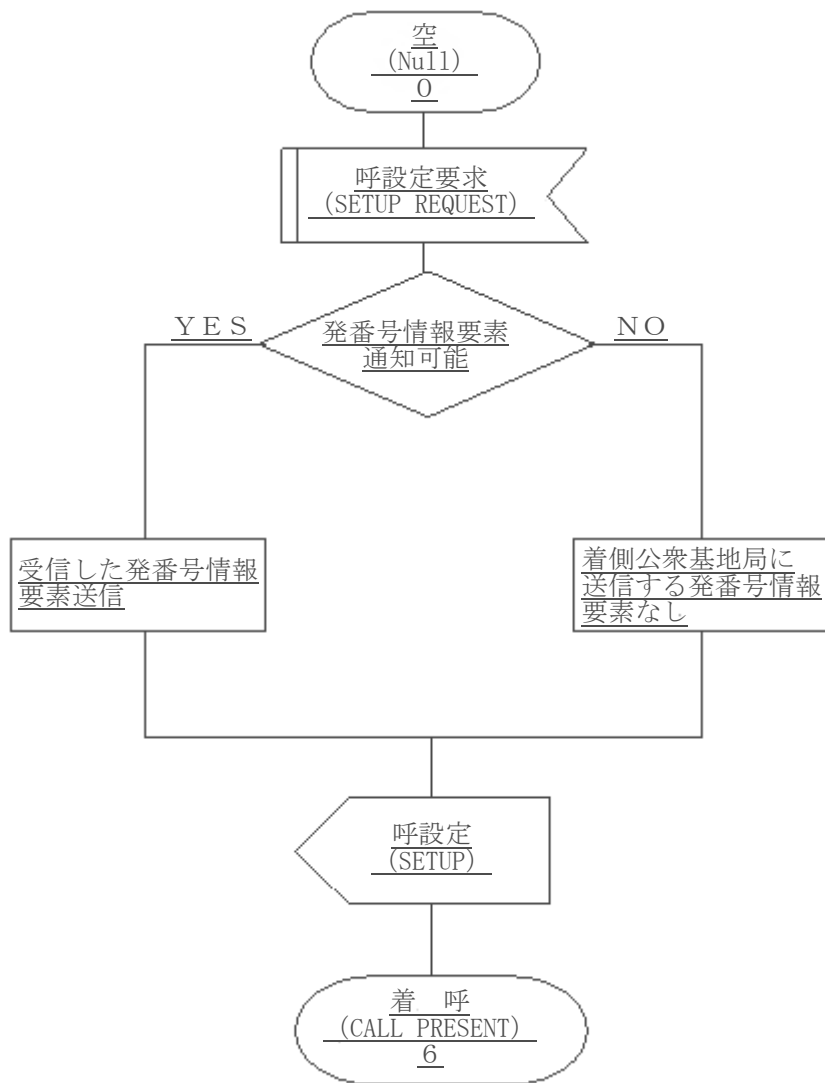 空
(Null)
0
呼設定要求
(SETUP REQUEST)
発番号情報要素
通知可能
ＹＥＳ
ＮＯ
受信した発番号情報
要素送信
着側公衆基地局に
送信する発番号情報
要素なし
呼設定
(SETUP)
着　呼
(CALL PRESENT)
6